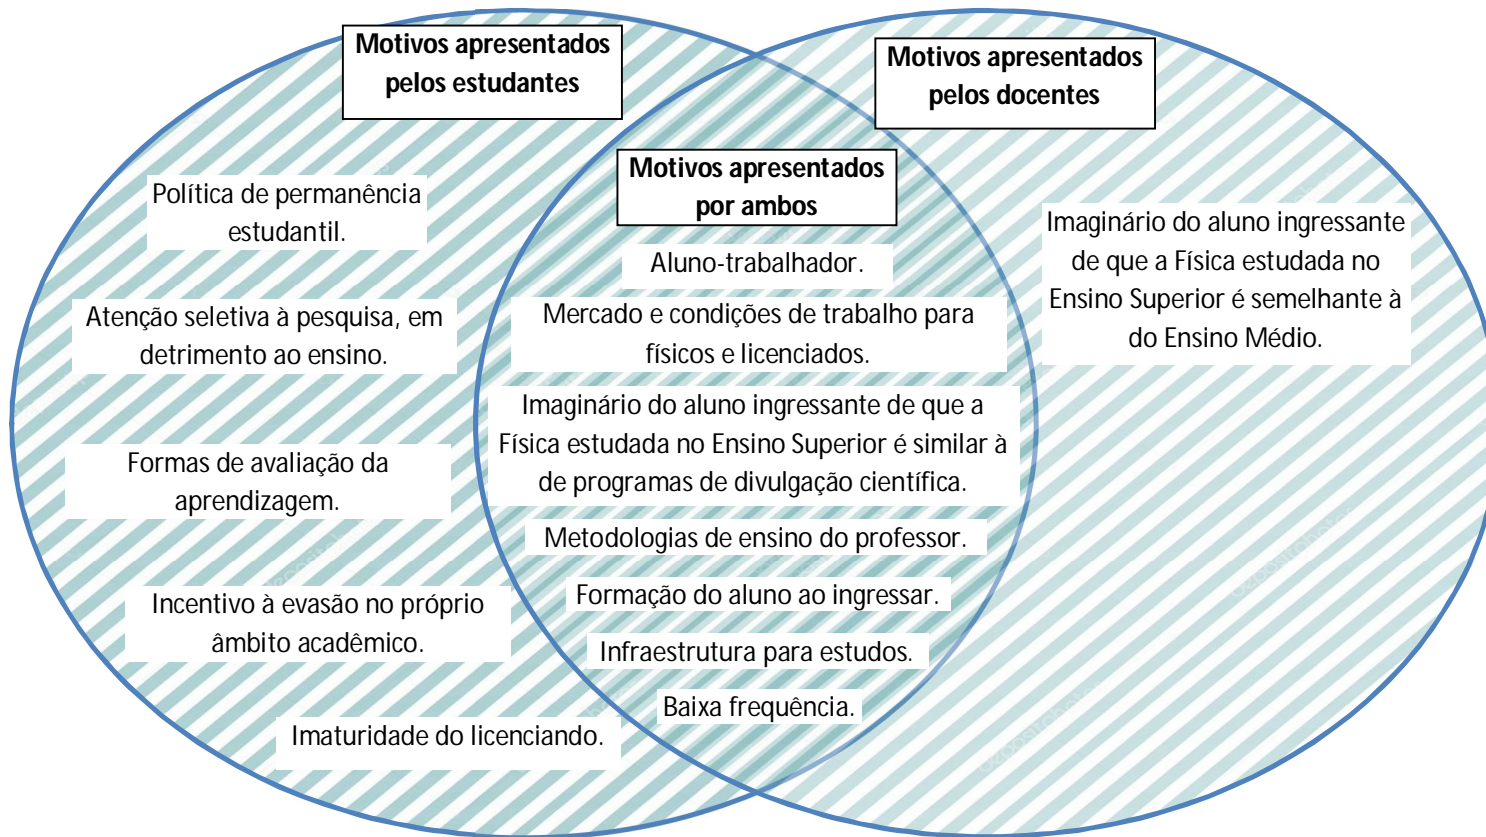 Motivos apresentados
pelos estudantes
Motivos apresentados
pelos docentes
Motivos apresentados
por ambos
Política de permanência
estudantil.
Atenção seletiva à pesquisa, em
detrimento ao ensino.
Formas de avaliação da
aprendizagem.
Incentivo à evasão no próprio
âmbito acadêmico.
Imaturidade do licenciando.
Aluno-trabalhador.
Mercado e condições de trabalho para
físicos e licenciados.
Imaginário do aluno ingressante de que a
Física estudada no Ensino Superior é similar à
de programas de divulgação científica.
Metodologias de ensino do professor.
Formação do aluno ao ingressar.
Infraestrutura para estudos.
Baixa frequência.
Imaginário do aluno ingressante
de que a Física estudada no
Ensino Superior é semelhante à
do Ensino Médio.